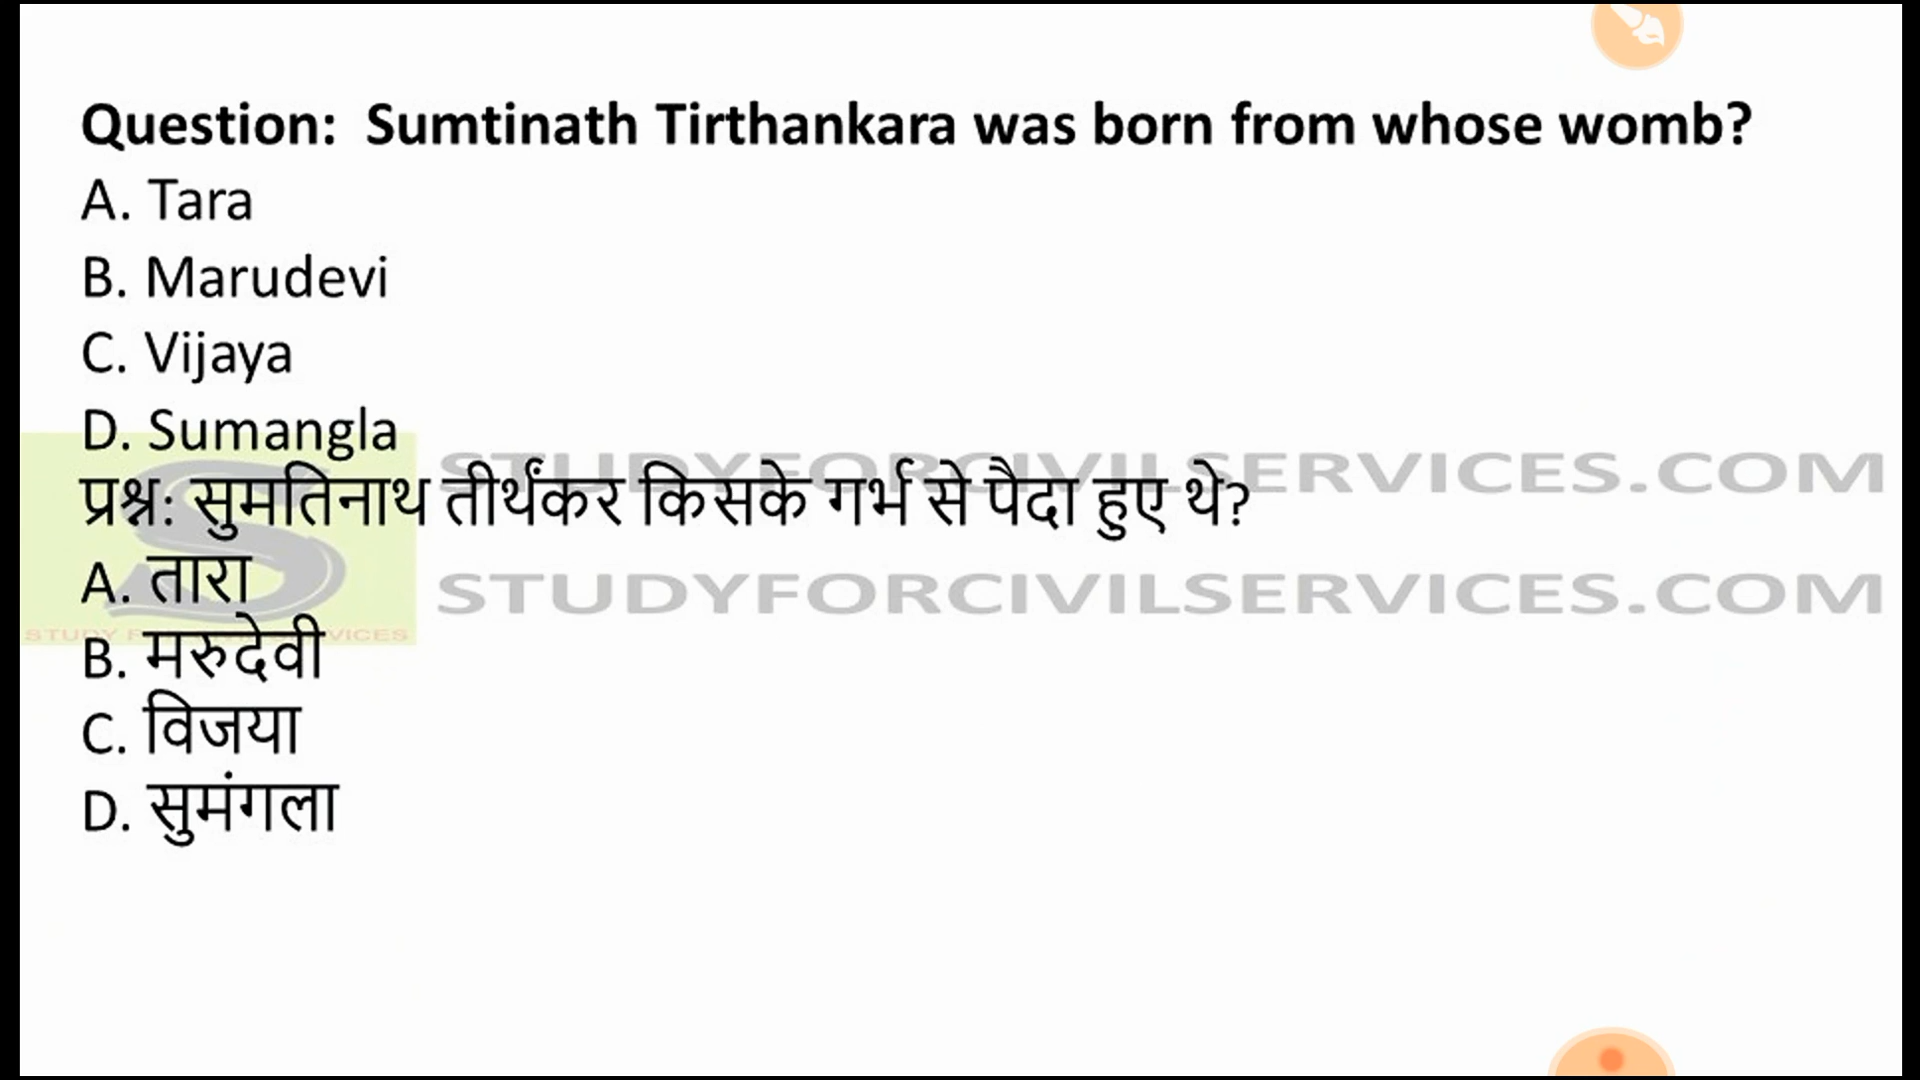 Question: Sumtinath Tirthankara was born from whose womb?
A. Tara
B. Marudevi
C. Vijaya
D. Sumangla
STUDYFORCIVILSERVICES.COM
प्रश्न: सुमतिनाथ तीर्थंकर किसके गर्भ से पैदा हुए थे?
A. तारा
STUDYFORCIVILSERVICES.COM
B. मरुदेवी
C. विजया
D. सुमंगला